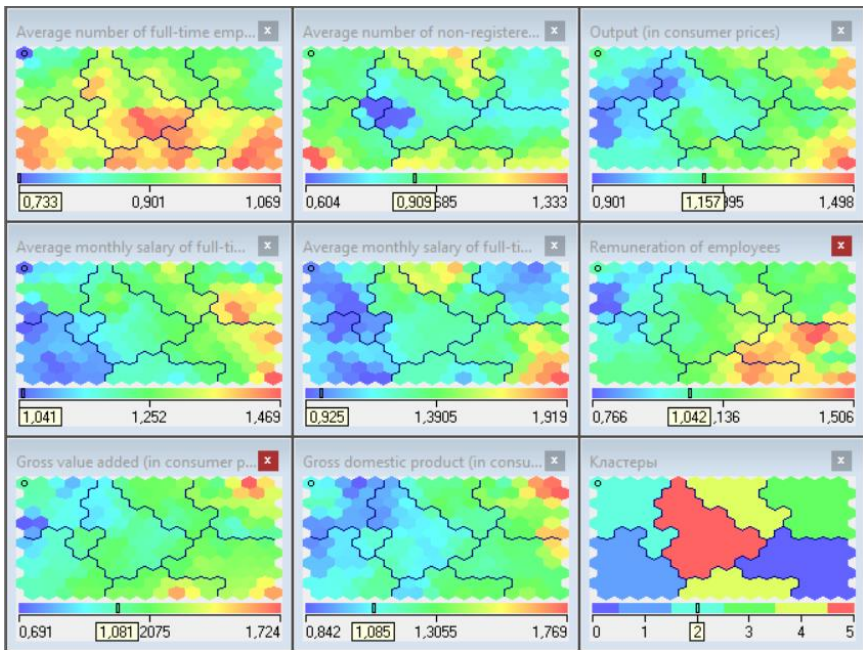 Average number of full-time emp...
Average number of non-registere...
Output (in consumer prices)
0,733 0,901 1,069
0,604 0,909 685 1,333
0,901 1,157 995 1,498
Average monthly salary of full-ti...
Average monthly salary of full-ti...
Remuneration of employees
1,041 1,252 1,469
0,925 1,3905 1,919
0,766 1,042 ,136 1,506
Gross value added (in consumer p...
Gross domestic product (in consu...
Кластеры
0,691 1,081 2075 1,724
0,842 1,085 1,3055 1,769
0 1 2 3 4 5